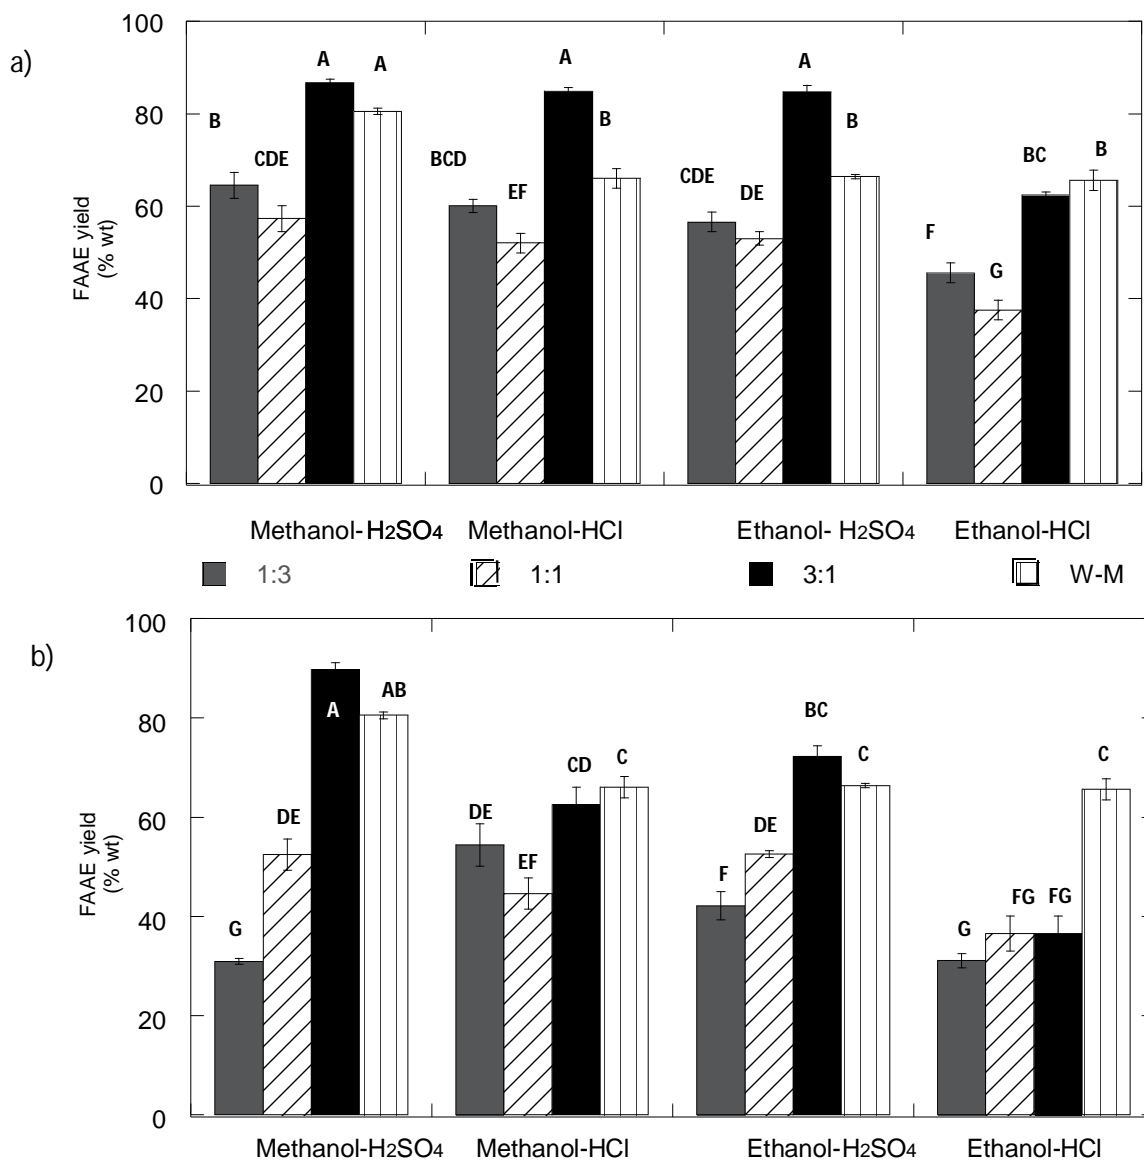 a)
100
80
60
40
20
0
FAAE yield
(% wt)
B CDE A A
BCD EF A B
CDE DE A B
F G BC B
Methanol-H2SO4 Methanol-HCl Ethanol- H2SO4 Ethanol-HCl
1:3 1:1 3:1 W-M
b)
100
80
60
40
20
0
FAAE yield
(% wt)
G DE A AB
DE EF CD C
F DE BC C
G FG FG C
Methanol-H2SO4 Methanol-HCl Ethanol-H2SO4 Ethanol-HCl